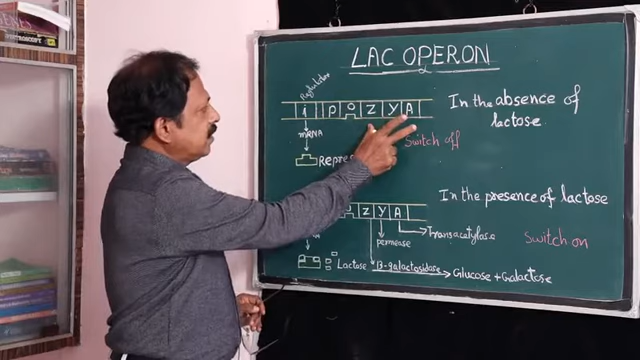 LAC OPERON
Regulator
i P O Z Y A
In the absence of
lactose
mRNA
Switch off
Repres
In the presence of lactose
Z Y A
Transacetylase
Switch on
permease
Lactose β-galactosidase Glucose + Galactose